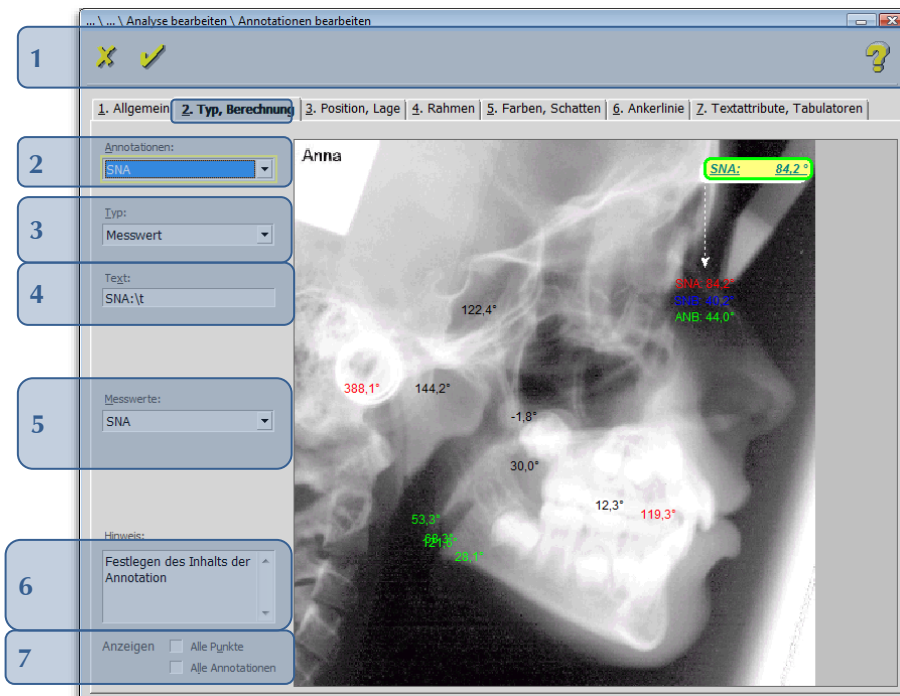 ... \ ... \ Analyse bearbeiten \ Annotationen bearbeiten
1
1. Allgemein 2. Typ, Berechnung 3. Position, Lage 4. Rahmen 5. Farben, Schatten 6. Ankerlinie 7. Textattribute, Tabulatoren
2
Annotationen:
SNA
3
Typ:
Messwert
4
Text:
SNA:\t
5
Messwerte:
SNA
6
Hinweis:
Festlegen des Inhalts der
Annotation
7
Anzeigen Alle Punkte
Alle Annotationen
Anna
SNA: 84,2°
SNA: 84,2°
SNB: 40,2°
ANB: 44,0°
122,4°
388,1°
144,2°
-1,8°
30,0°
12,3°
119,3°
53,3°
28,1°